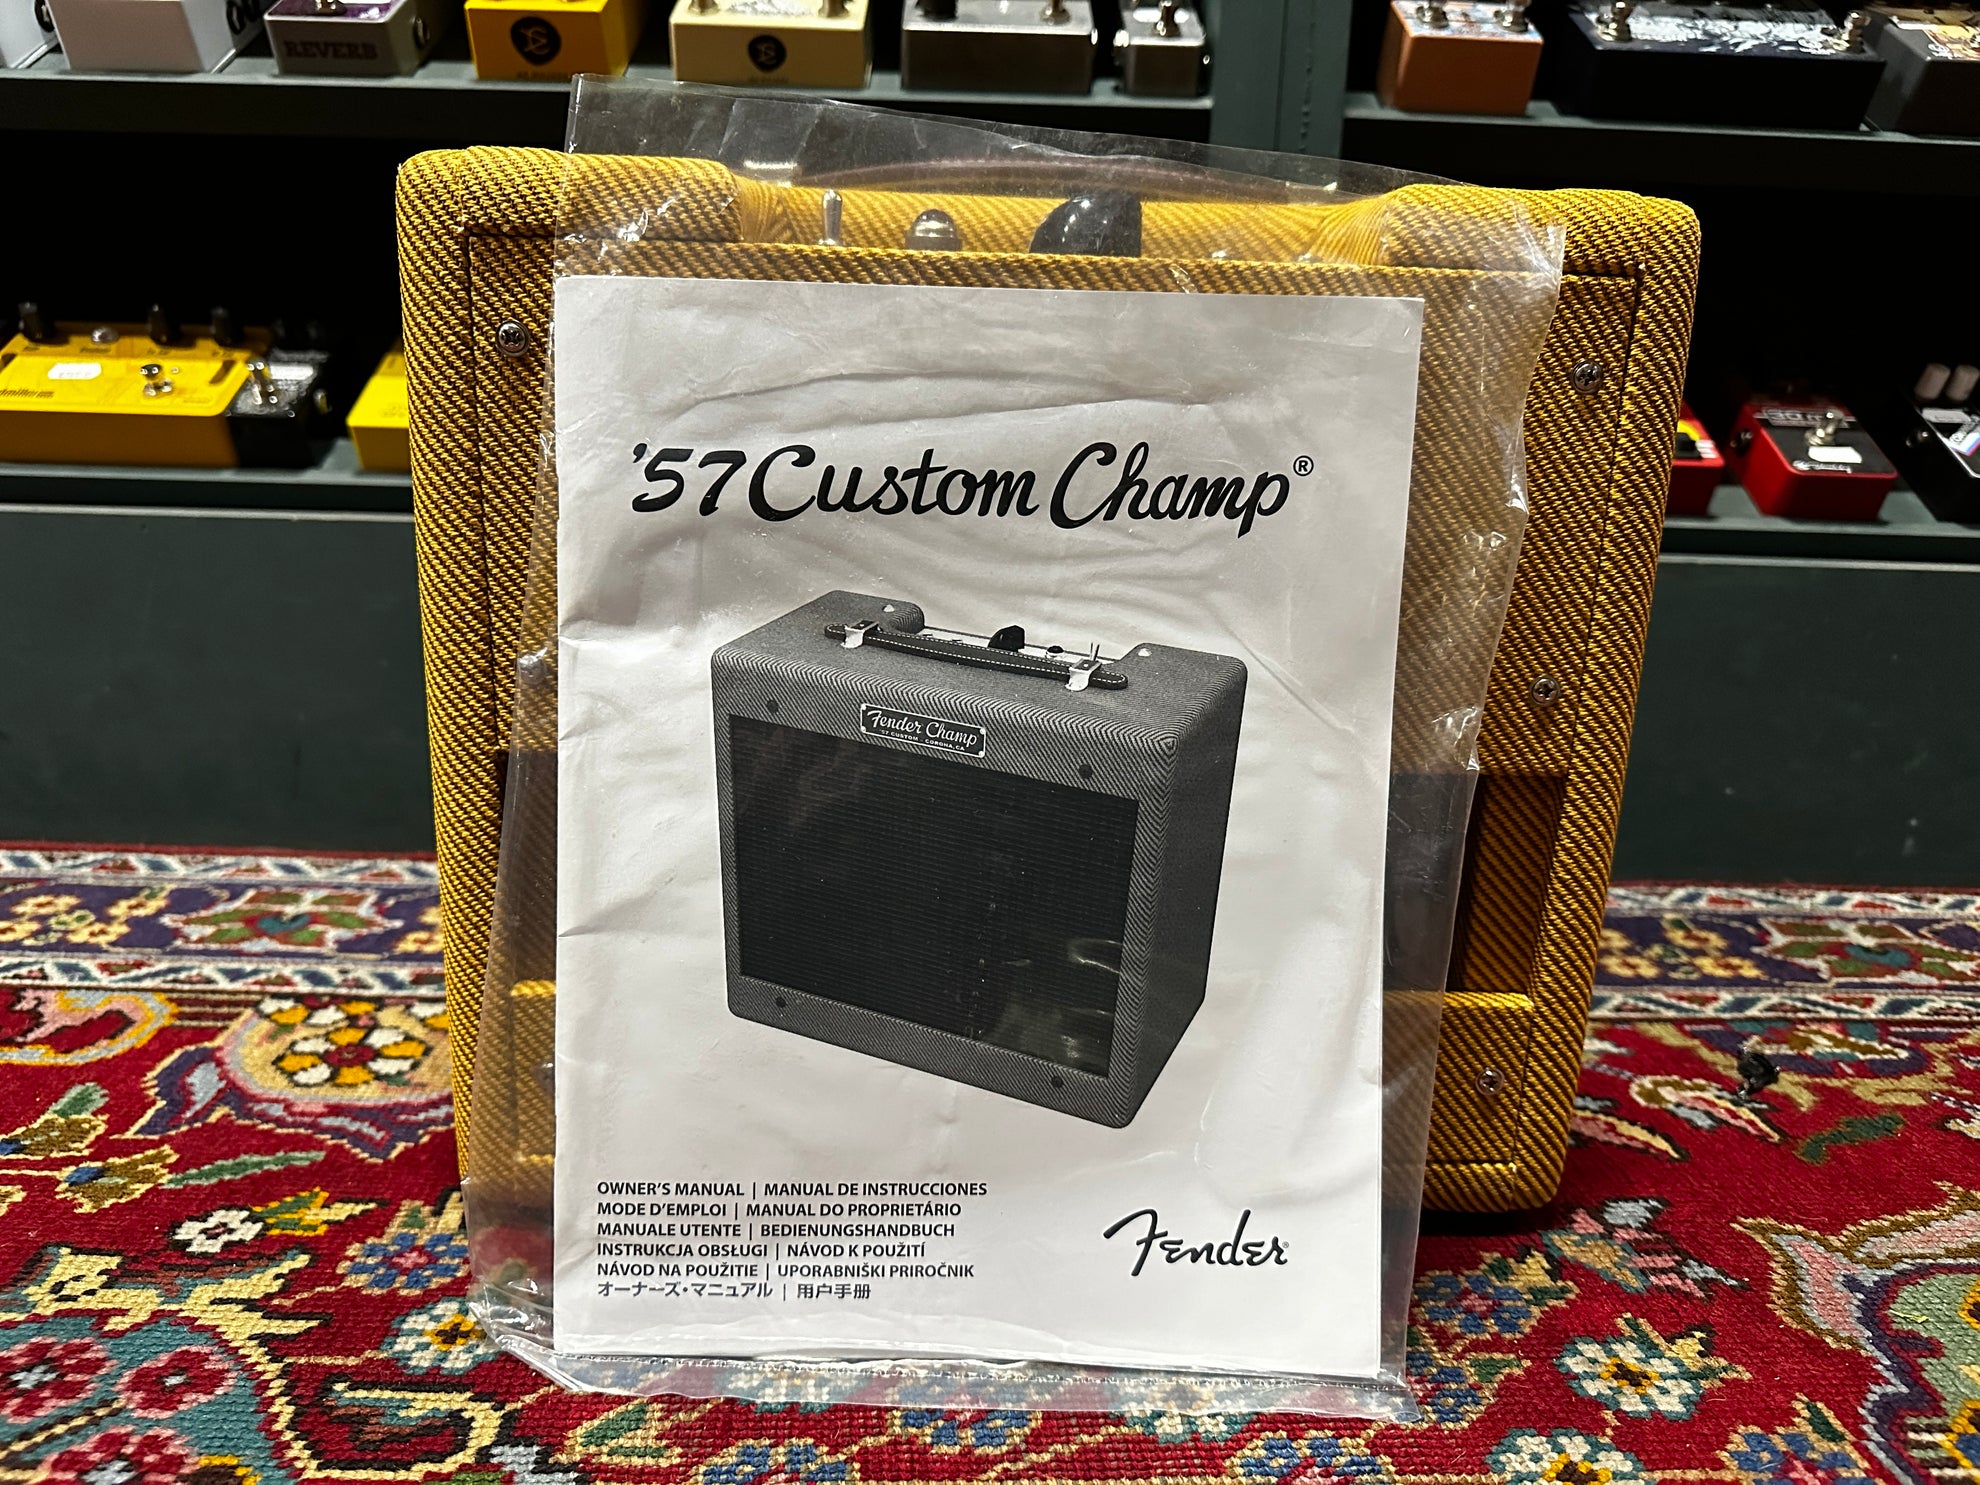 REVERB
'57 Custom Champ®
Fender Champ
'57 CUSTOM - CORONA, CA
OWNER'S MANUAL | MANUAL DE INSTRUCCIONES
MODE D'EMPLOI | MANUAL DO PROPRIETÁRIO
MANUALE UTENTE | BEDIENUNGSHANDBUCH
INSTRUKCJA OBSŁUGI | NÁVOD K POUŽITÍ
NÁVOD NA POUŽITIE | UPORABNIŠKI PRIROČNIK
オーナーズ・マニュアル | 用户手册
Fender